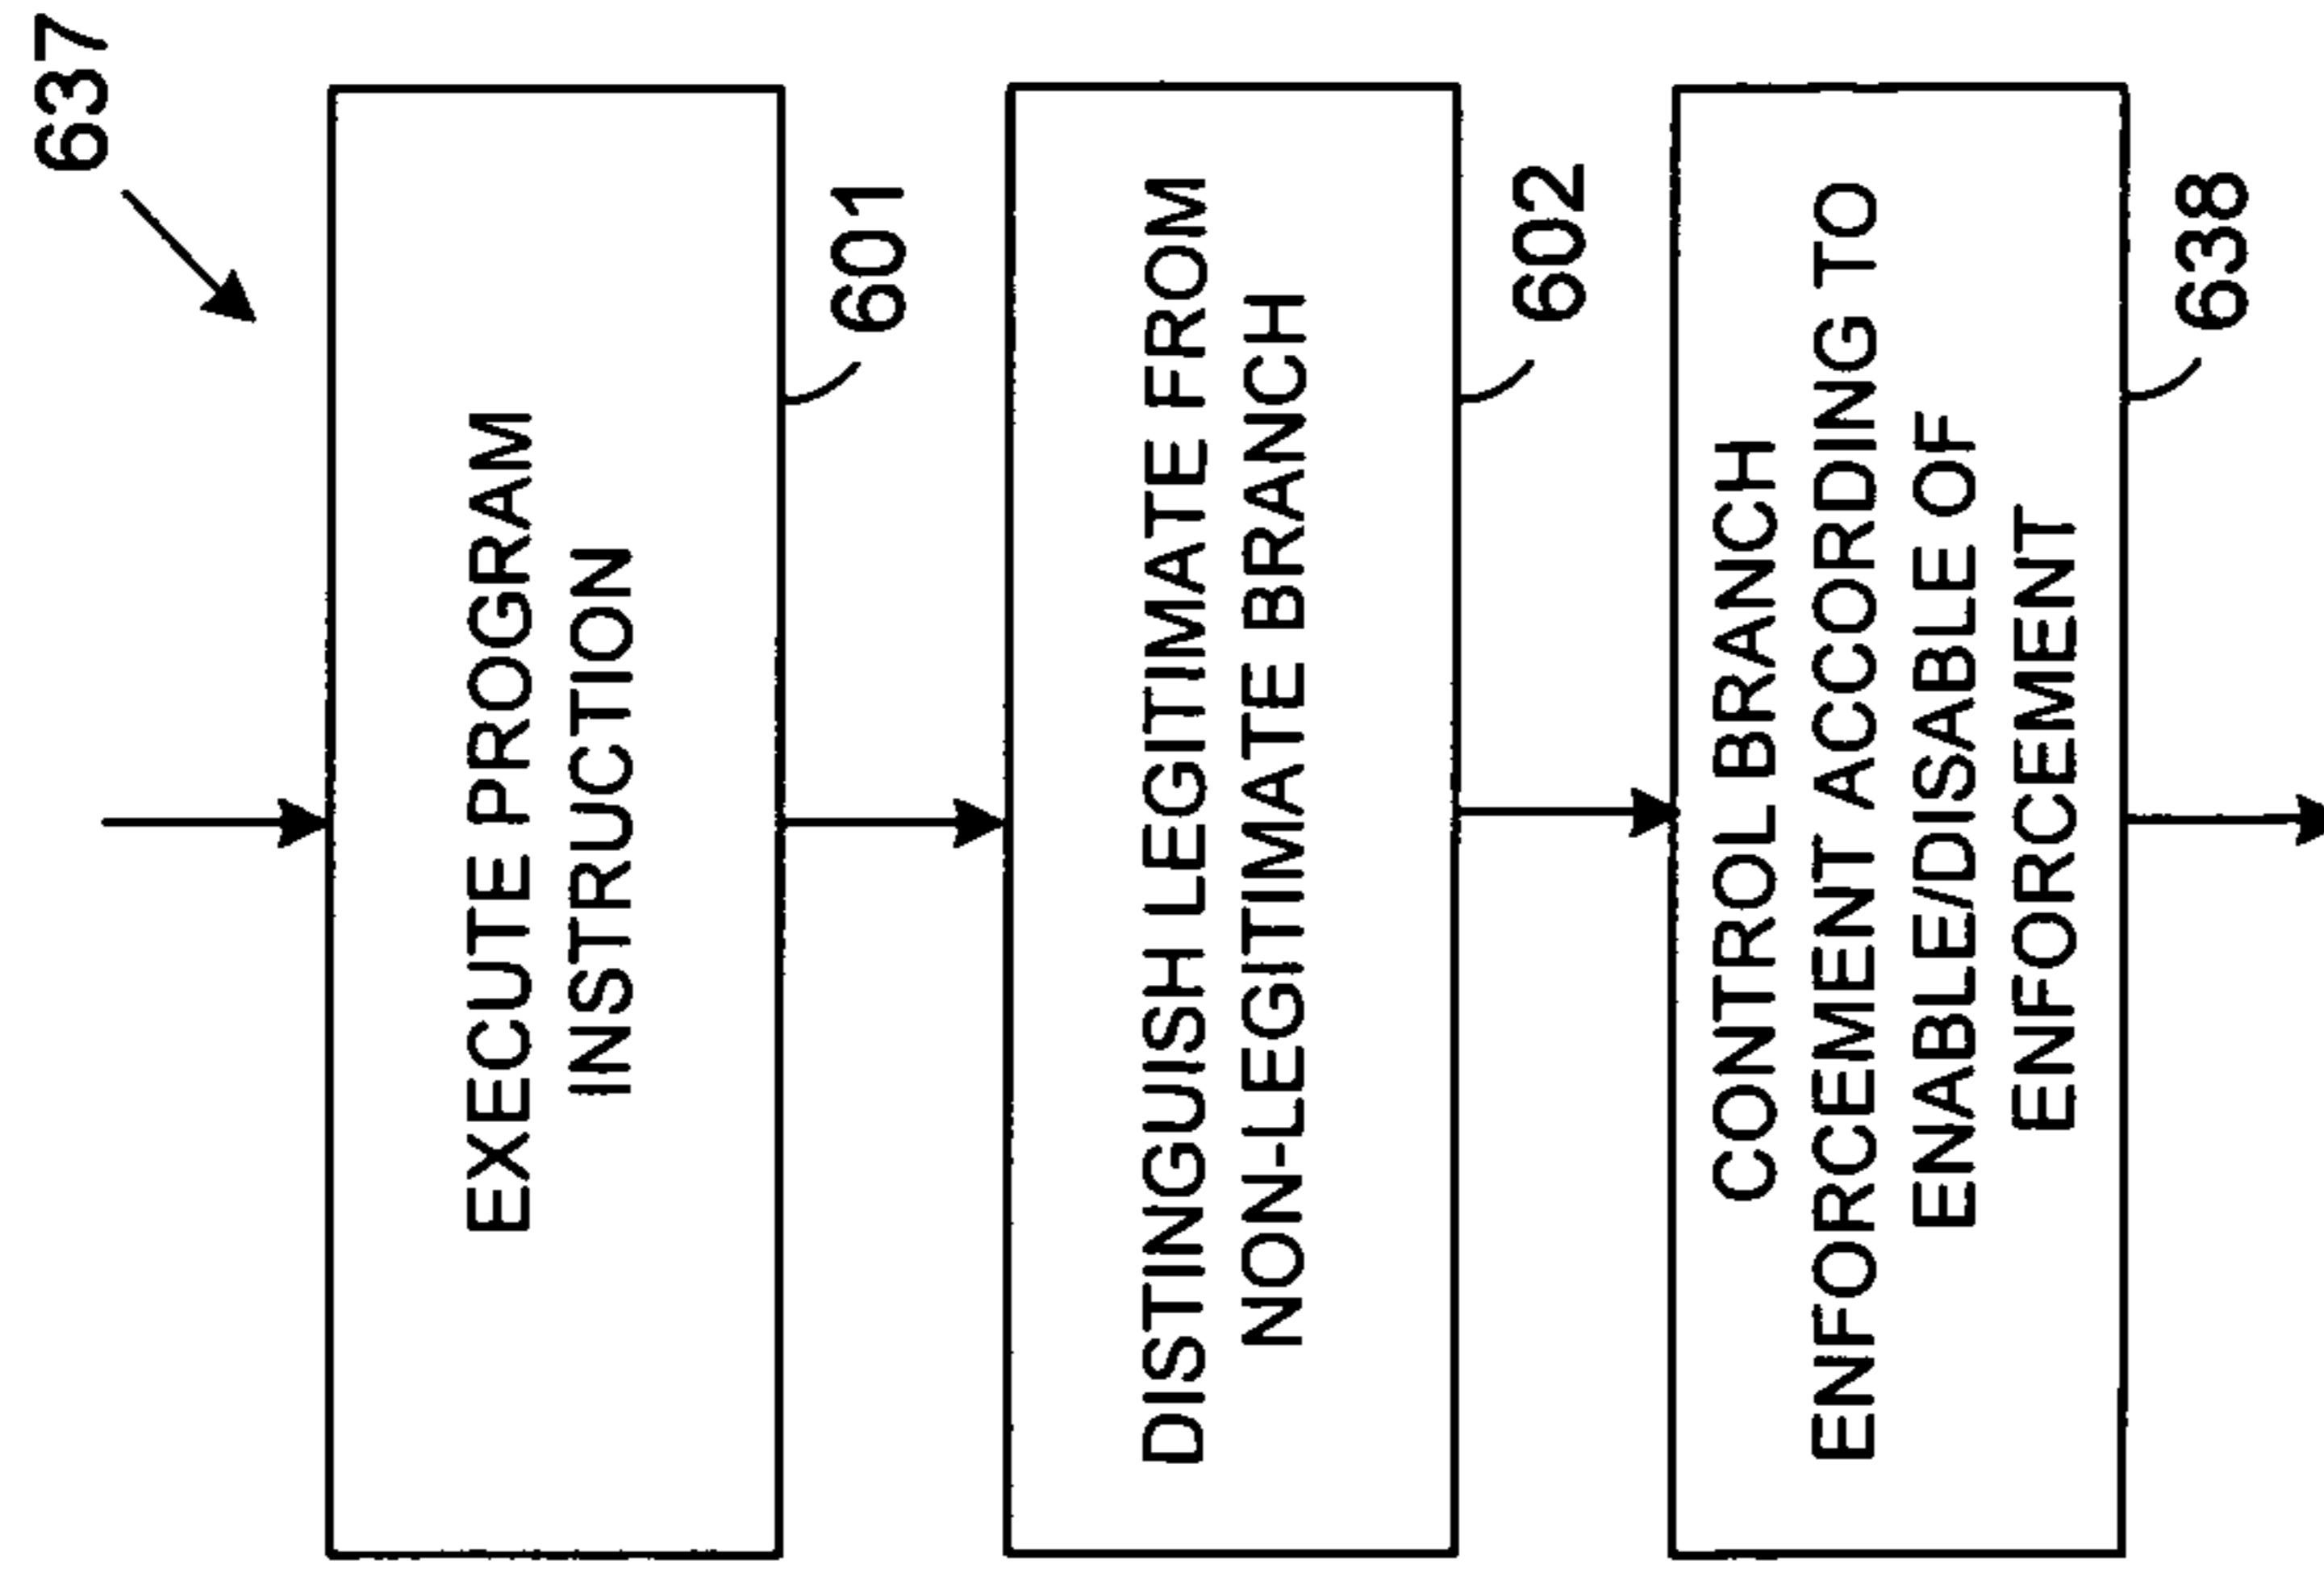 637
EXECUTE PROGRAM
INSTRUCTION
601
DISTINGUISH LEGITIMATE FROM
NON-LEGITIMATE BRANCH
602
CONTROL BRANCH
ENFORCEMENT ACCORDING TO
ENABLE/DISABLE OF
ENFORCEMENT
638